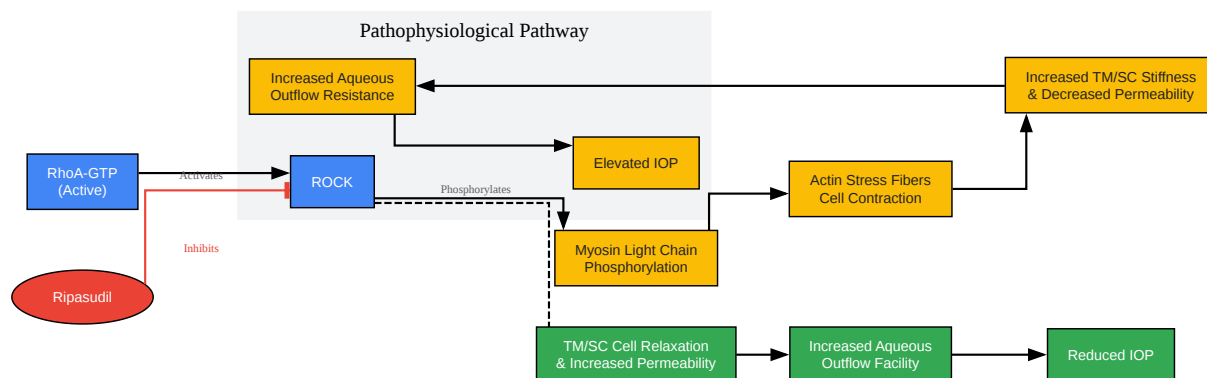 Pathophysiological Pathway
Increased Aqueous
Outflow Resistance
Increased TM/SC Stiffness
& Decreased Permeability
Elevated IOP
RhoA-GTP
(Active)
Activates
ROCK
Phosphorylates
Actin Stress Fibers
Cell Contraction
Inhibits
Myosin Light Chain
Phosphorylation
Ripasudil
TM/SC Cell Relaxation
& Increased Permeability
Increased Aqueous
Outflow Facility
Reduced IOP